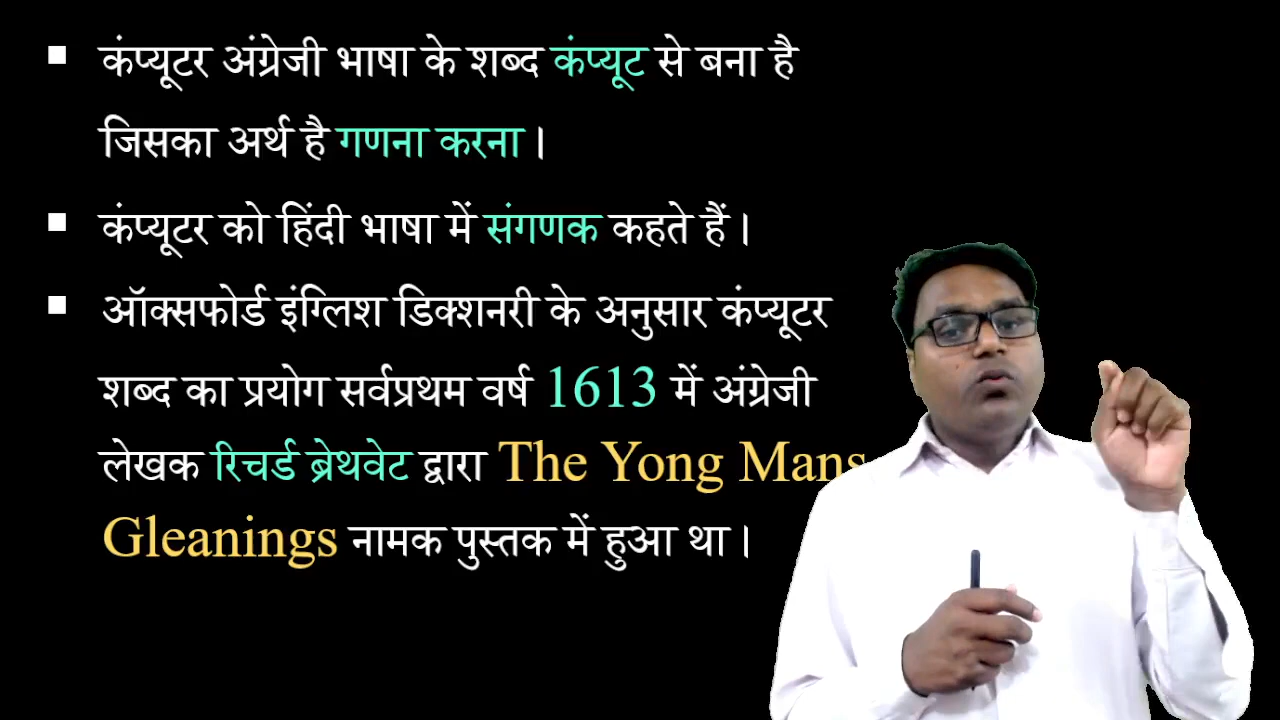 ▪ कंप्यूटर अंग्रेजी भाषा के शब्द कंप्यूट से बना है
जिसका अर्थ है गणना करना।
▪ कंप्यूटर को हिंदी भाषा में संगणक कहते हैं।
▪ ऑक्सफोर्ड इंग्लिश डिक्शनरी के अनुसार कंप्यूटर
शब्द का प्रयोग सर्वप्रथम वर्ष 1613 में अंग्रेजी
लेखक रिचर्ड ब्रेथवेट द्वारा The Yong Mans
Gleanings नामक पुस्तक में हुआ था।